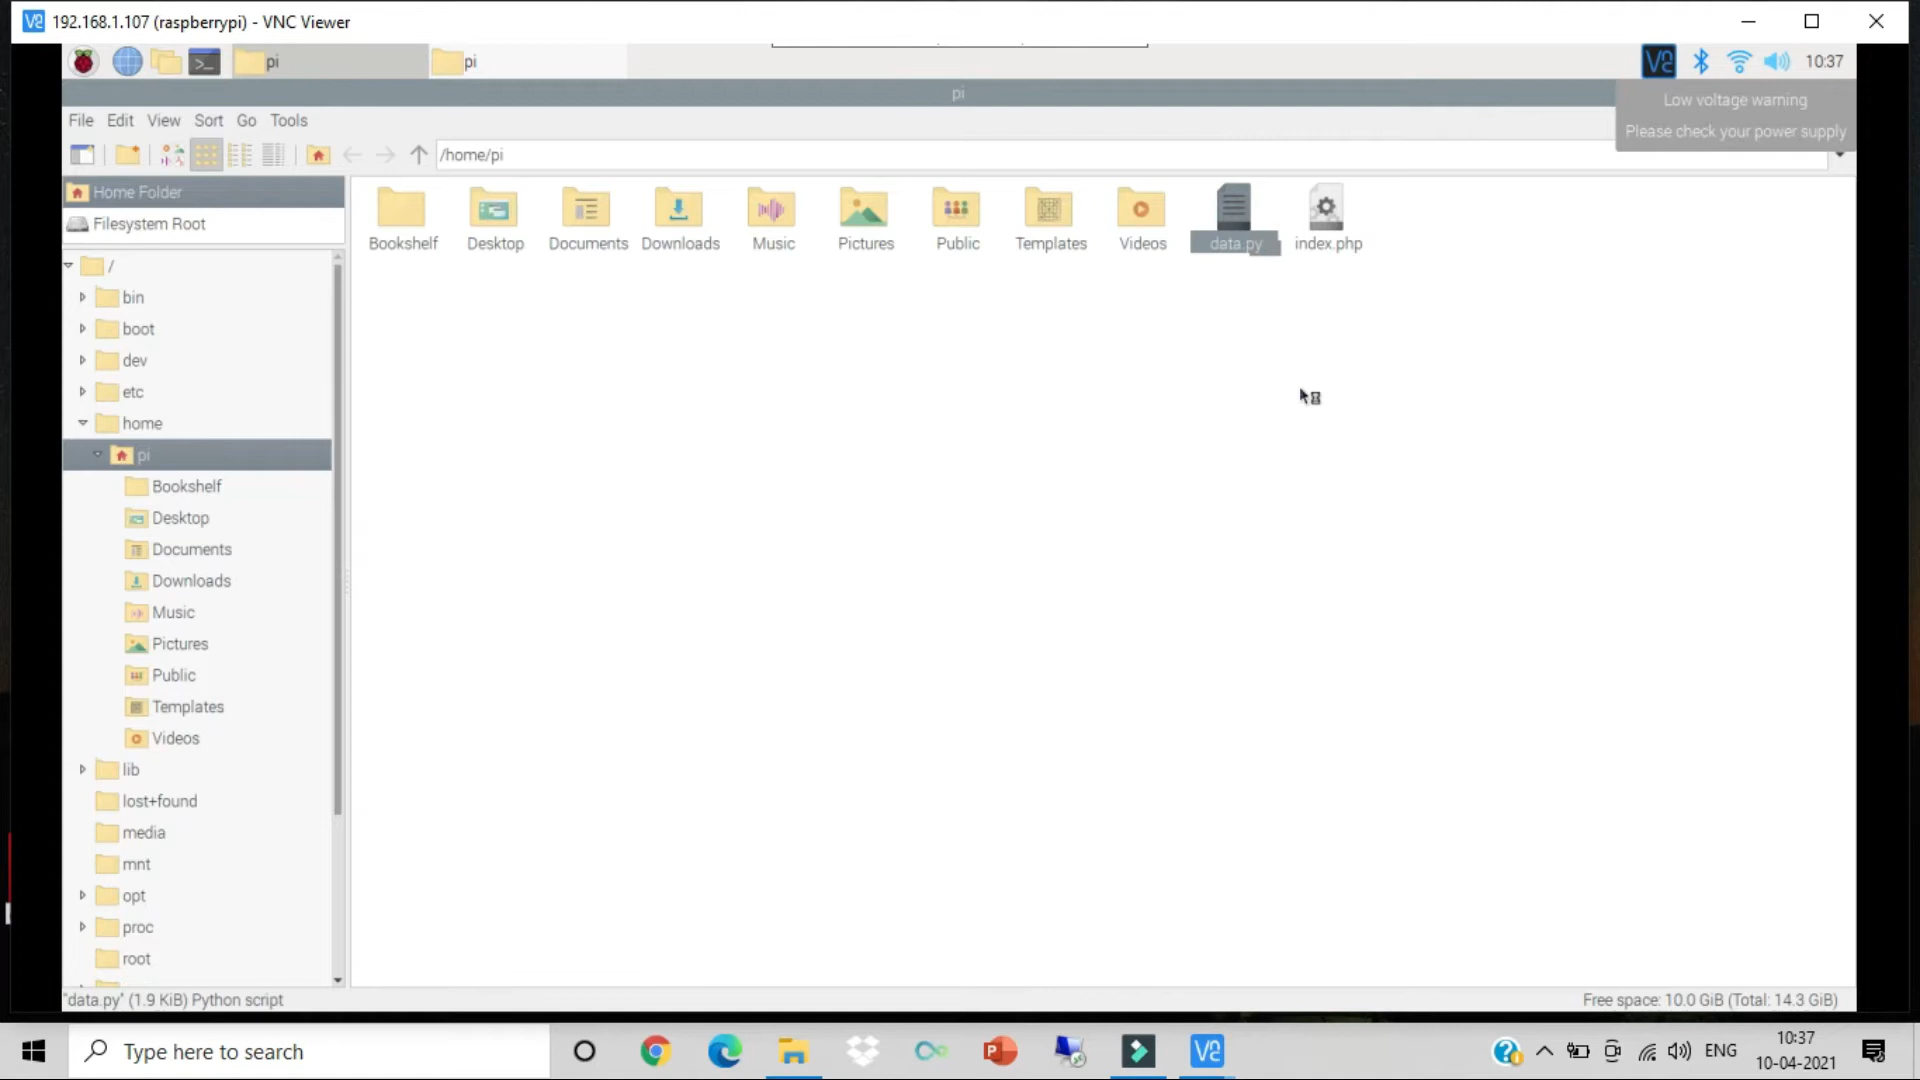 192.168.1.107 (raspberrypi) - VNC Viewer
pi
pi
10:37
pi
Low voltage warning
Please check your power supply
File Edit View Sort Go Tools
/home/pi
Home Folder
Filesystem Root
Bookshelf
Desktop
Documents
Downloads
Music
Pictures
Public
Templates
Videos
data.py
index.php
/
bin
boot
dev
etc
home
pi
Bookshelf
Desktop
Documents
Downloads
Music
Pictures
Public
Templates
Videos
lib
lost+found
media
mnt
opt
proc
root
"data.py" (1.9 KiB) Python script
Free space: 10.0 GiB (Total: 14.3 GiB)
Type here to search
ENG
10:37
10-04-2021